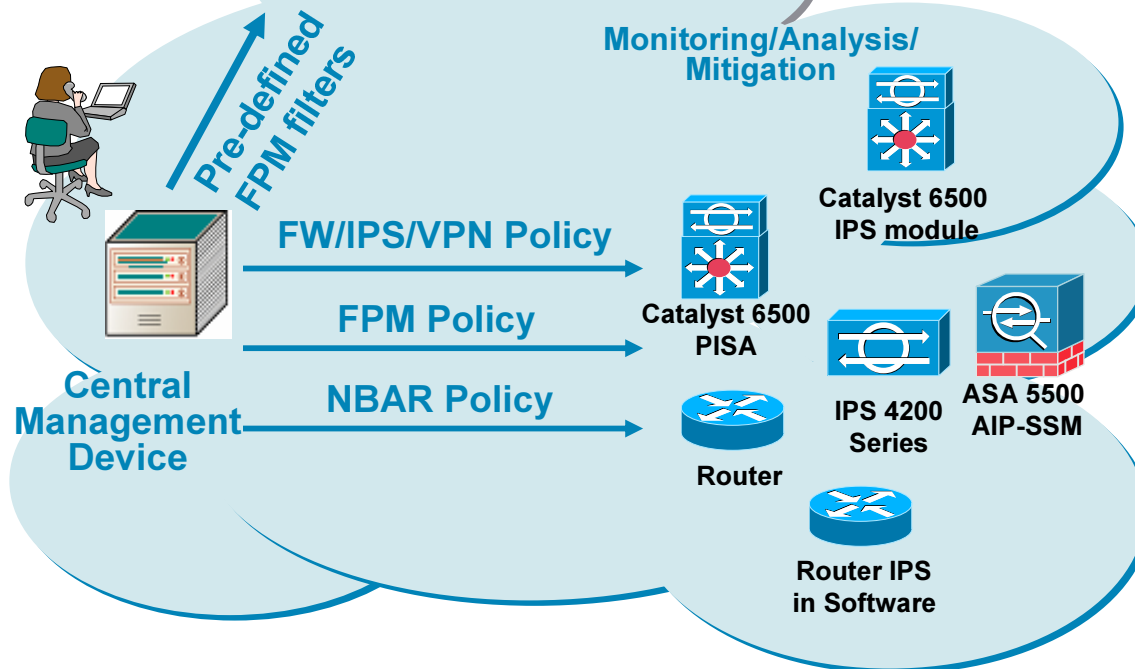 Monitoring/Analysis/
Mitigation
Pre-defined
FPM filters
Catalyst 6500
IPS module
FW/IPS/VPN Policy
Catalyst 6500
PISA
FPM Policy
Central
Management
Device
NBAR Policy
IPS 4200
Series
ASA 5500
AIP-SSM
Router
Router IPS
in Software